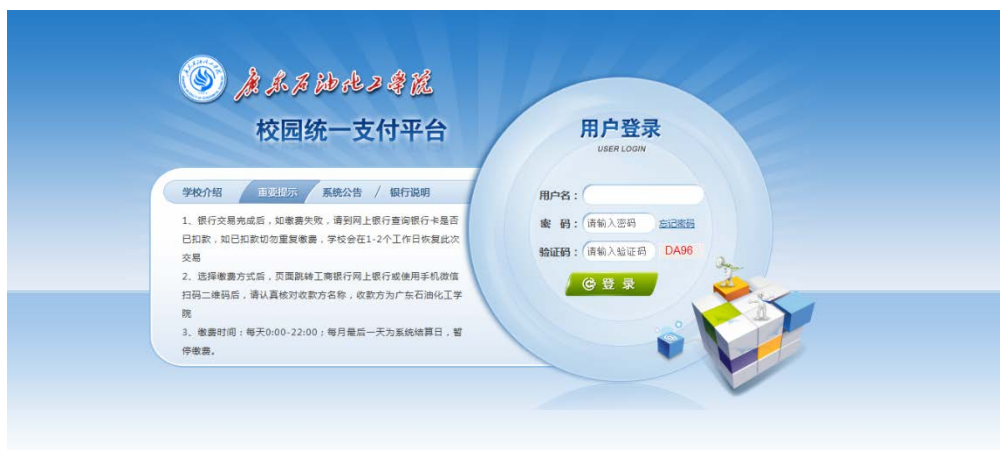 廣东石油化工学院
校园统一支付平台
学校介绍 重要提示 系统公告 / 银行说明
1、银行交易完成后，如缴费失败，请到网上银行查询银行卡是否
已扣款，如已扣款切勿重复缴费，学校会在1-2个工作日恢复此次
交易
2、选择缴费方式后，页面跳转工商银行网上银行或使用手机微信
扫码二维码后，请认真核对收款方名称，收款方为广东石油化工学
院
3、缴费时间：每天0:00-22:00；每月最后一天为系统结算日，暂
停缴费。
用户登录
USER LOGIN
用户名：
密 码： 请输入密码 忘记密码
验证码： 请输入验证码 DA96
登 录